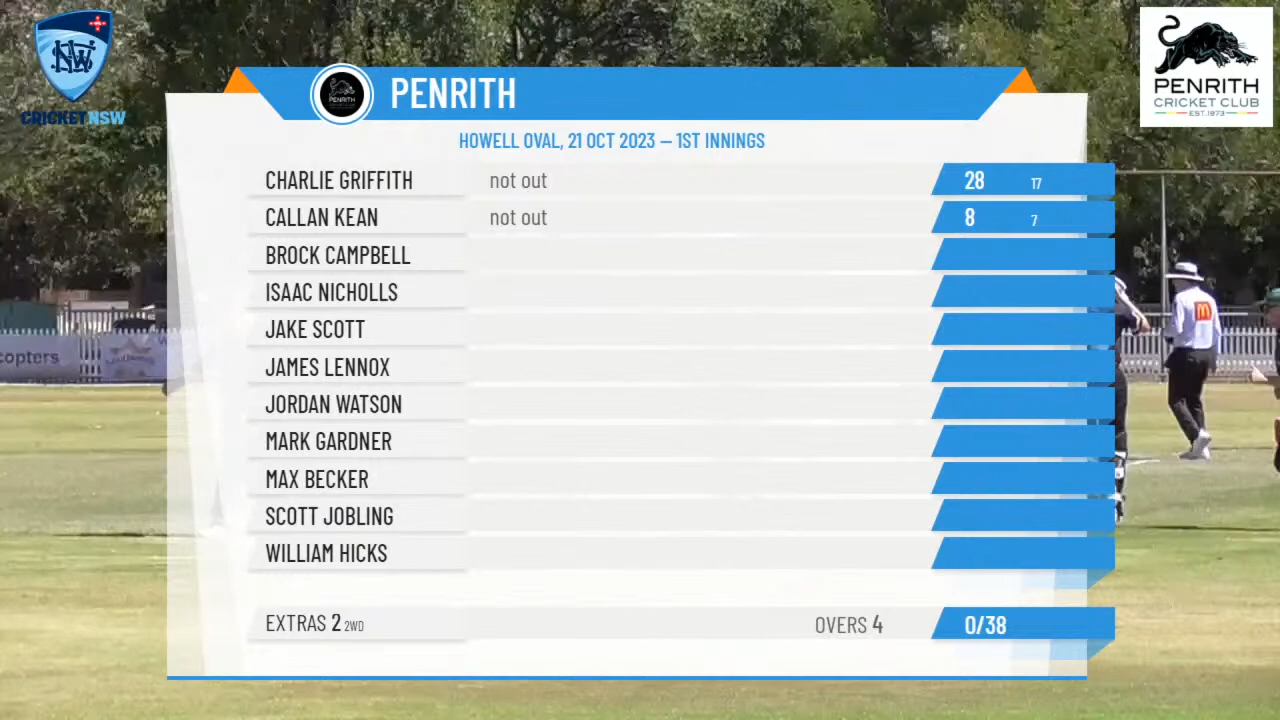 CRICKET NSW
PENRITH
PENRITH
CRICKET CLUB
EST.1973
PENRITH
HOWELL OVAL, 21 OCT 2023 – 1ST INNINGS
CHARLIE GRIFFITH not out 28 17
CALLAN KEAN not out 8 7
BROCK CAMPBELL
ISAAC NICHOLLS
JAKE SCOTT
JAMES LENNOX
JORDAN WATSON
MARK GARDNER
MAX BECKER
SCOTT JOBLING
WILLIAM HICKS
EXTRAS 2 2WD OVERS 4 0/38
copters